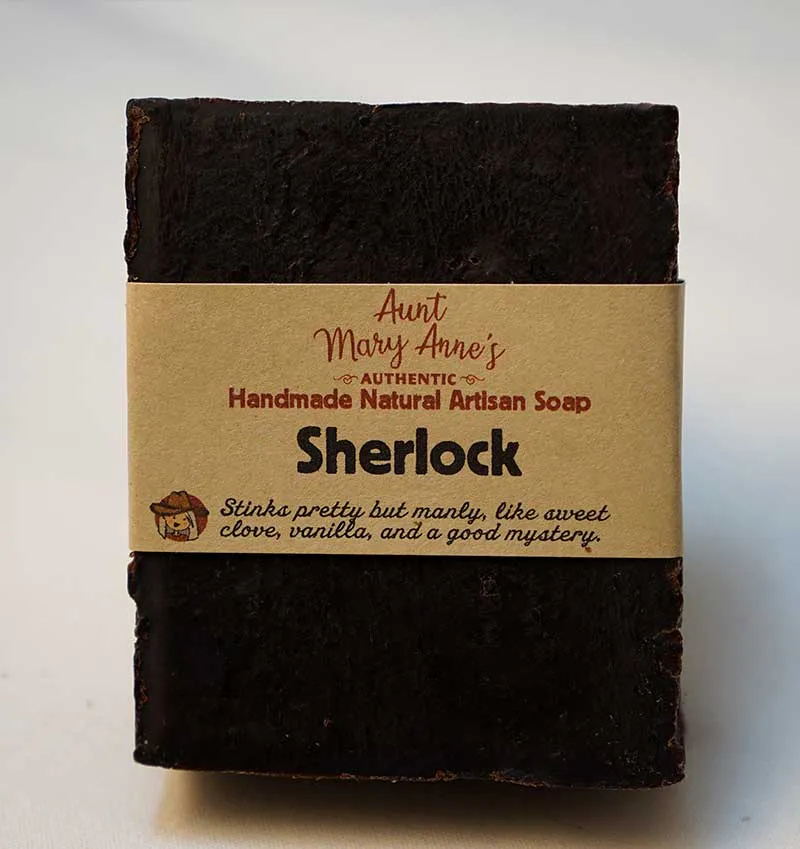 Aunt
Mary Anne's
AUTHENTIC
Handmade Natural Artisan Soap
Sherlock
Stinks pretty but manly, like sweet
clove, vanilla, and a good mystery.